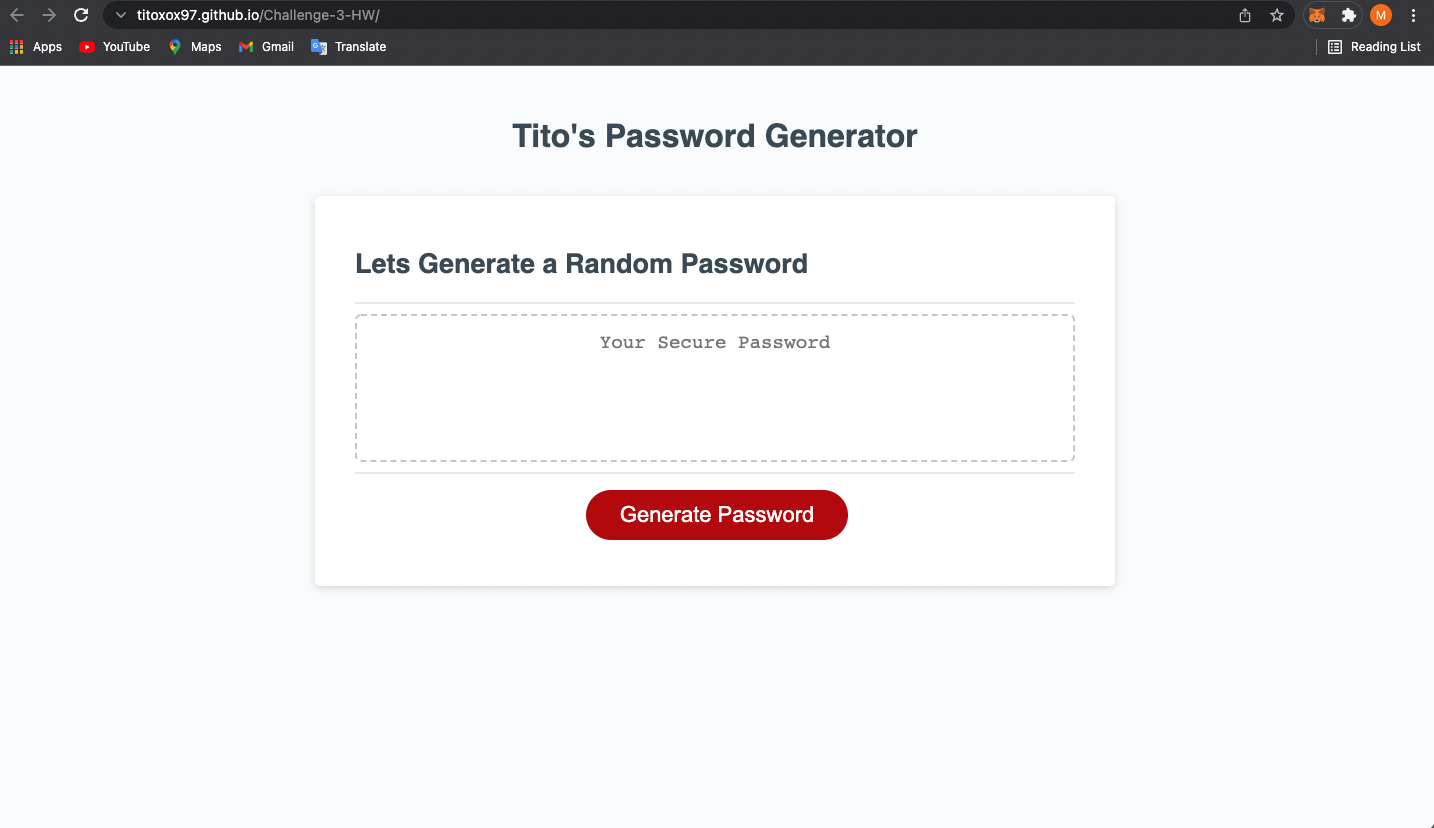 titoxox97.github.io/Challenge-3-HW/
M
Apps YouTube Maps Gmail Translate Reading List
Tito's Password Generator
Lets Generate a Random Password
Your Secure Password
Generate Password